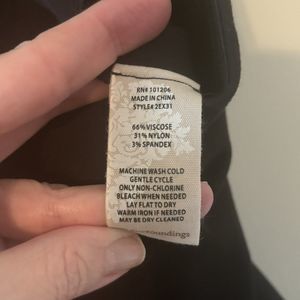 RN# 101206
MADE IN CHINA
STYLE# 2EX31
66% VISCOSE
31% NYLON
3% SPANDEX
MACHINE WASH COLD
GENTLE CYCLE
ONLY NON-CHLORINE
BLEACH WHEN NEEDED
LAY FLAT TO DRY
WARM IRON IF NEEDED
MAY BE DRY CLEANED